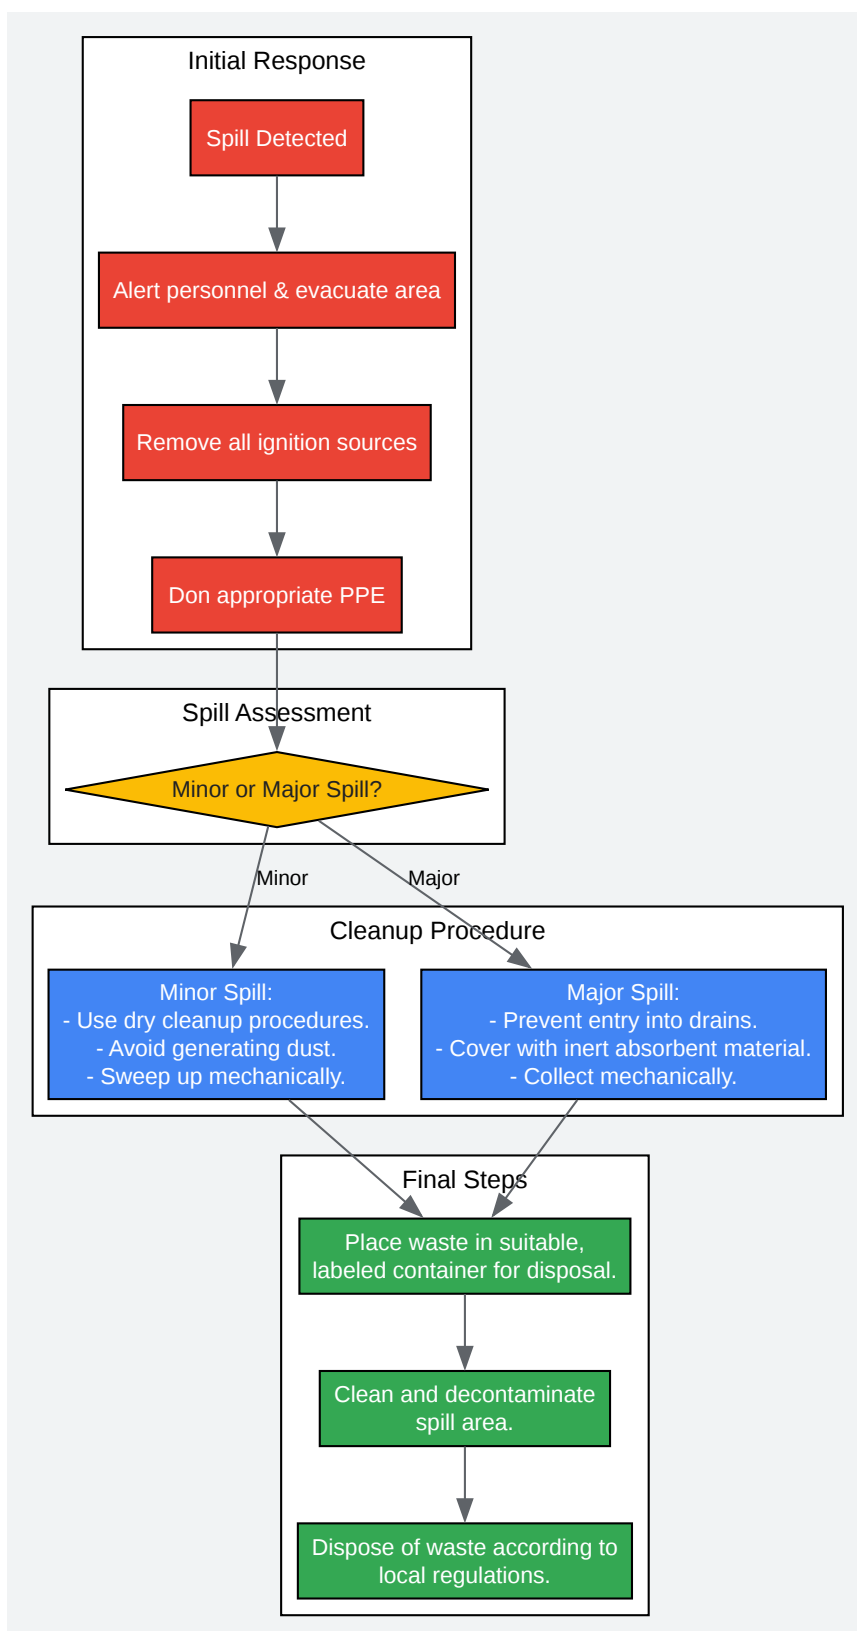 Initial Response
Spill Detected
Alert personnel & evacuate area
Remove all ignition sources
Don appropriate PPE
Spill Assessment
Minor or Major Spill?
Minor
Major
Cleanup Procedure
Minor Spill:
- Use dry cleanup procedures.
- Avoid generating dust.
- Sweep up mechanically.
Major Spill:
- Prevent entry into drains.
- Cover with inert absorbent material.
- Collect mechanically.
Final Steps
Place waste in suitable,
labeled container for disposal.
Clean and decontaminate
spill area.
Dispose of waste according to
local regulations.